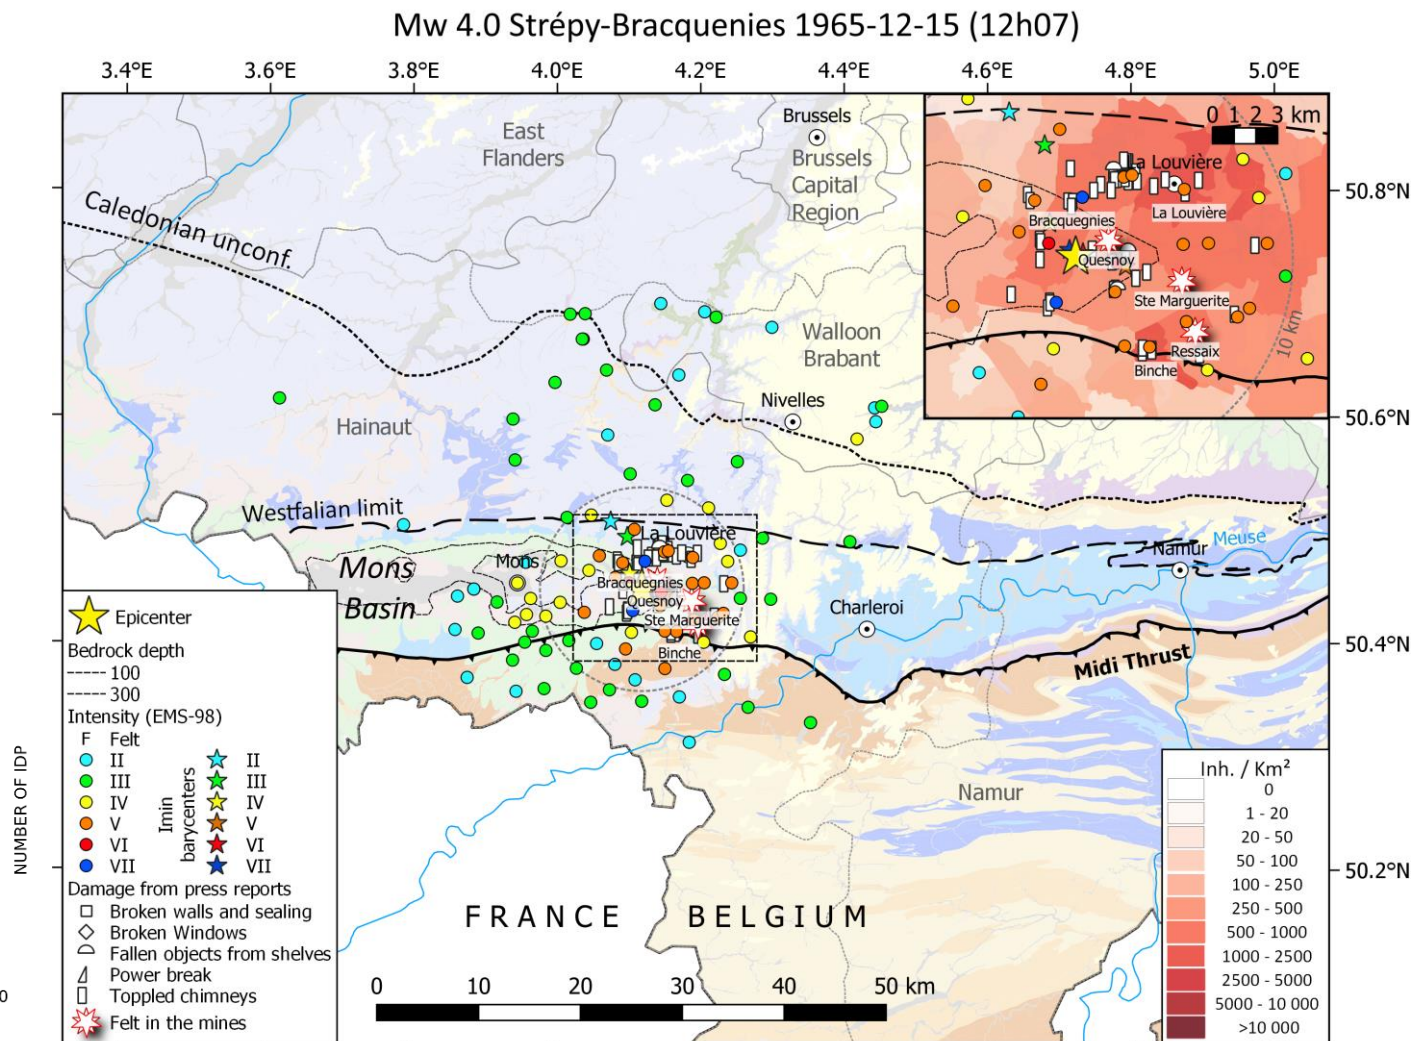 Mw 4.0 Strépy-Bracquenies 1965-12-15 (12h07)
3.4°E
3.6°E
3.8°E
4.0°E
4.2°E
4.4°E
4.6°E
4.8°E
5.0°E
50.8°N
50.6°N
50.4°N
50.2°N
East
Flanders
Brussels
Brussels
Capital
Region
Caledonian unconf.
Walloon
Brabant
Nivelles
Hainaut
Westfalian limit
Mons
Basin
Mons
La Louvière
Bracquegnies
Quesnoy
Ste Marguerite
Binche
Charleroi
Namur
Meuse
Midi Thrust
Namur
FRANCE
BELGIUM
0 10 20 30 40 50 km
0 1 2 3 km
La Louvière
La Louvière
Bracquegnies
Quesnoy
Ste Marguerite
Ressaix
Binche
10 km
Epicenter
Bedrock depth
100
300
Intensity (EMS-98)
F Felt
II II
III III
IV IV
V V
VI VI
VII VII
Imin
barycenters
Damage from press reports
Broken walls and sealing
Broken Windows
Fallen objects from shelves
Power break
Toppled chimneys
Felt in the mines
Inh. / Km²
0
1 - 20
20 - 50
50 - 100
100 - 250
250 - 500
500 - 1000
1000 - 2500
2500 - 5000
5000 - 10 000
>10 000
NUMBER OF IDP
0